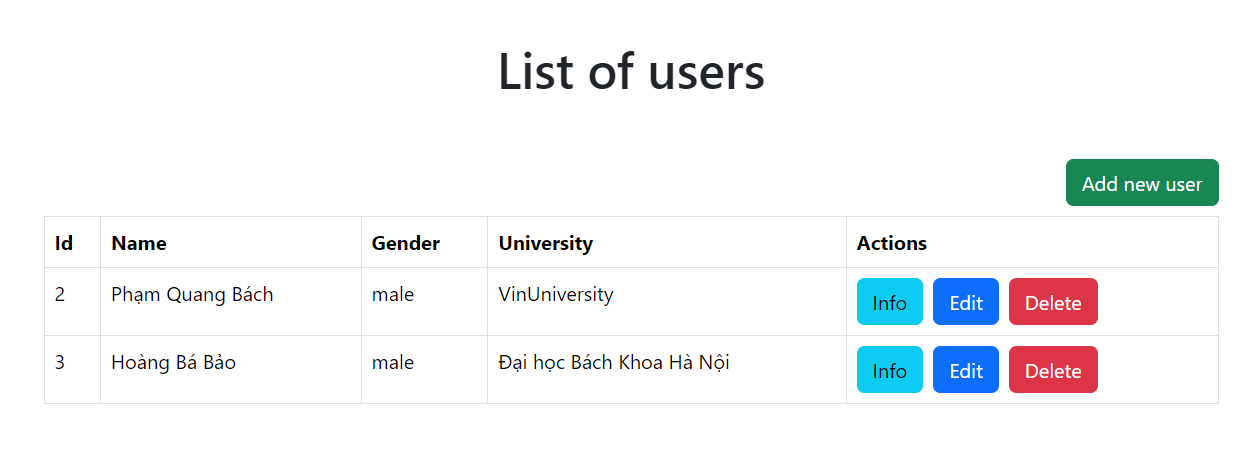 List of users
Add new user
Id Name Gender University Actions
2 Phạm Quang Bách male VinUniversity Info Edit Delete
3 Hoàng Bá Bảo male Đại học Bách Khoa Hà Nội Info Edit Delete